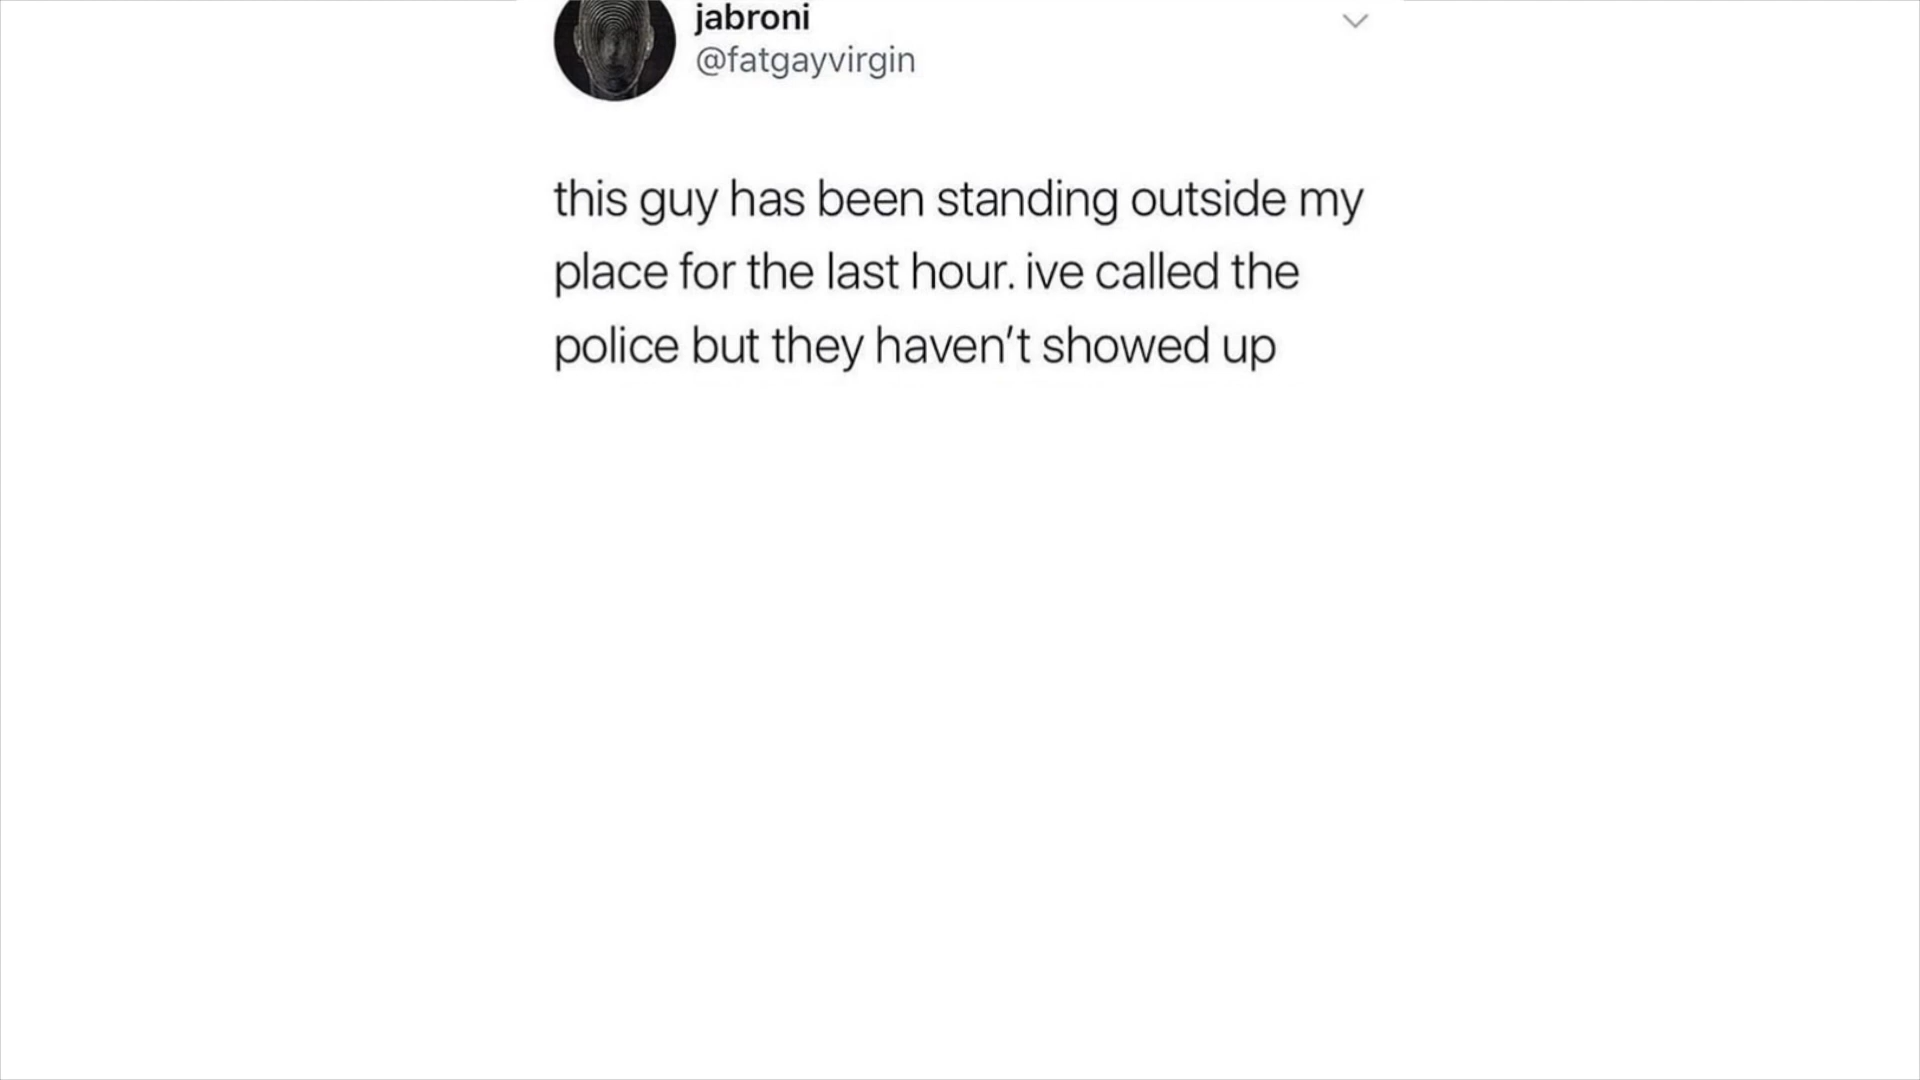 jabroni
@fatgayvirgin
this guy has been standing outside my
place for the last hour. ive called the
police but they haven't showed up